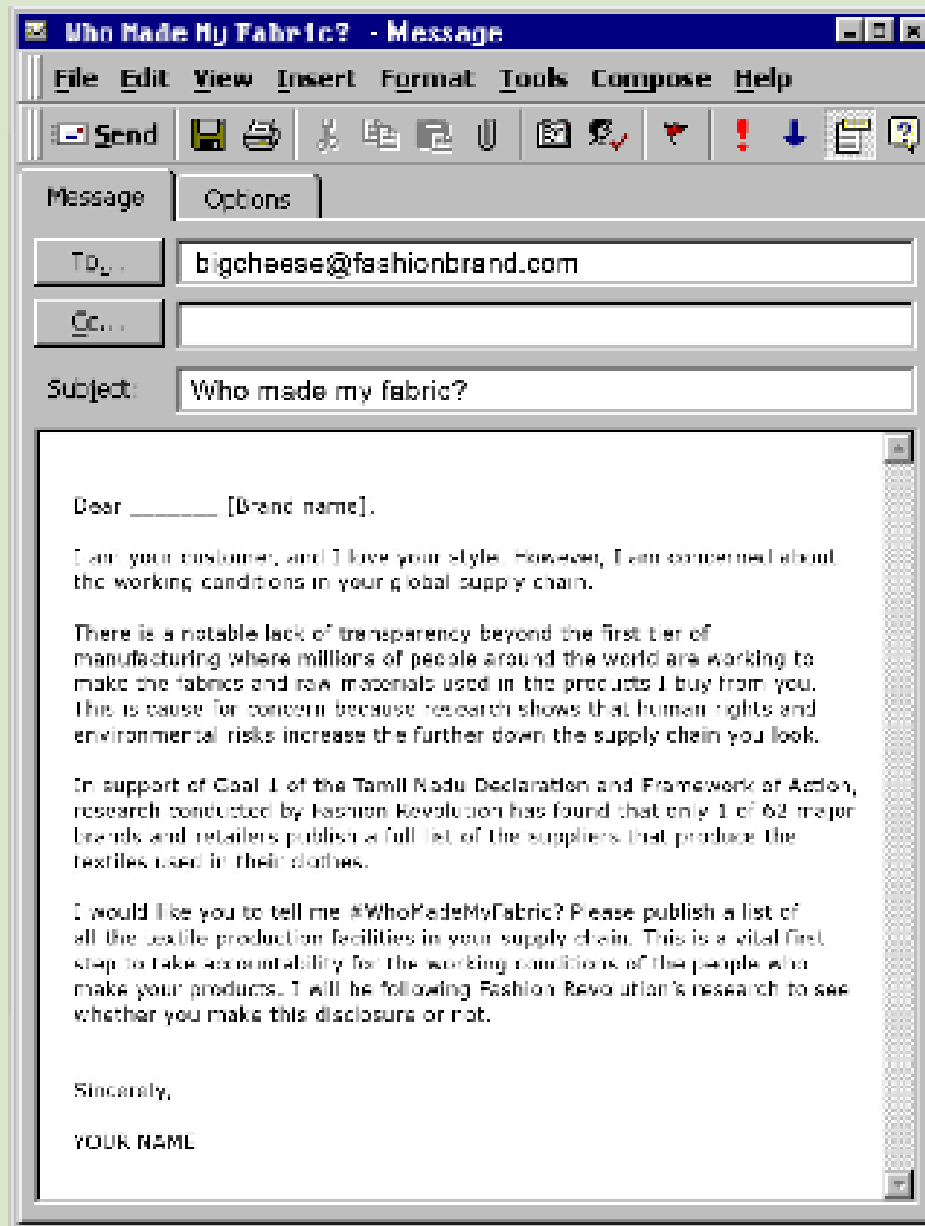 Who Made My Fabric? - Message
File Edit View Insert Format Tools Compose Help
Send
Message Options
To...
bigcheese@fashionbrand.com
Cc...
Subject: Who made my fabric?
Dear _______ [Brand name],
I am your customer, and I love your style. However, I am concerned about
the working conditions in your global supply chain.
There is a notable lack of transparency beyond the first tier of
manufacturing where millions of people around the world are working to
make the fabrics and raw materials used in the products I buy from you.
This is cause for concern because research shows that human rights and
environmental risks increase the further down the supply chain you look.
In support of Goal 1 of the Tamil Nadu Declaration and Framework of Action,
research conducted by Fashion Revolution has found that only 1 of 62 major
brands and retailers publish a full list of the suppliers that produce the
textiles used in their clothes.
I would like you to tell me #WhoMadeMyFabric? Please publish a list of
all the textile production facilities in your supply chain. This is a vital first
step to take accountability for the working conditions of the people who
make your products. I will be following Fashion Revolution's research to see
whether you make this disclosure or not.
Sincerely,
YOUR NAME